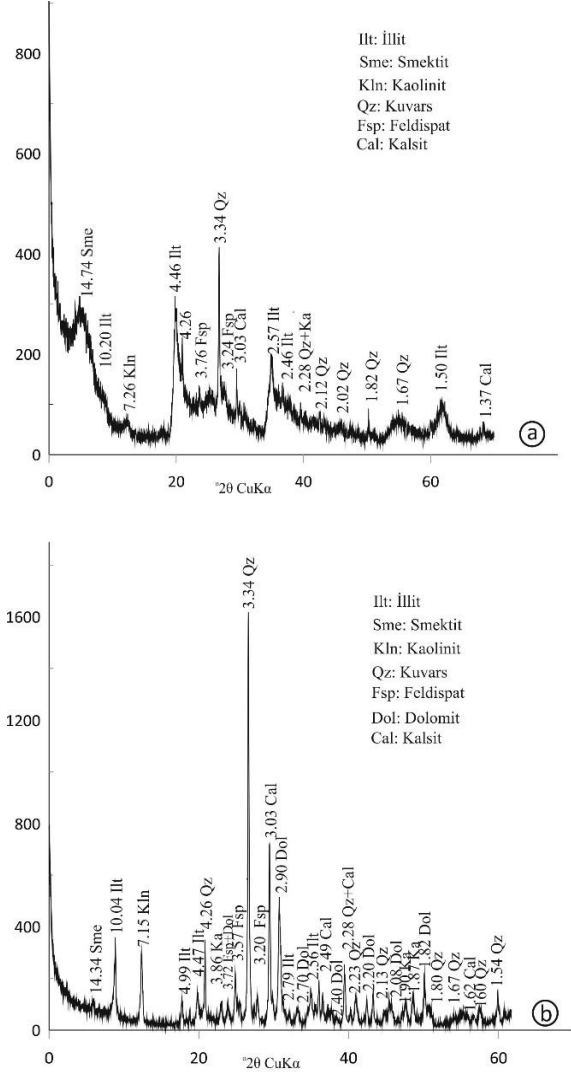 800
600
400
200
0
0
20
40
60
°2θ CuKα
Ilt: İllit
Sme: Smektit
Kln: Kaolinit
Qz: Kuvars
Fsp: Feldispat
Cal: Kalsit
14.74 Sme
10.20 Ilt
7.26 Kln
4.46 Ilt
4.26
3.76 Fsp
3.34 Qz
3.24 Fsp
3.03 Cal
2.57 Ilt
2.46 Ilt
2.28 Qz+Ka
2.12 Qz
2.02 Qz
1.82 Qz
1.67 Qz
1.50 Ilt
1.37 Cal
a
1600
1200
800
400
0
0
20
40
60
°2θ CuKα
Ilt: İllit
Sme: Smektit
Kln: Kaolinit
Qz: Kuvars
Fsp: Feldispat
Dol: Dolomit
Cal: Kalsit
14.34 Sme
10.04 Ilt
7.15 Kln
4.99 Ilt
4.47 Ilt
4.26 Qz
3.86 Ka
3.72 Fsp+Dol
3.57 Fsp
3.34 Qz
3.20 Fsp
3.03 Cal
2.90 Dol
2.79 Ilt
2.70 Dol
2.56 Ilt
2.49 Cal
2.40 Dol
2.28 Qz+Cal
2.23 Qz
2.20 Dol
2.13 Qz
2.08 Dol
1.87 Ka
1.82 Dol
1.80 Qz
1.67 Qz
1.62 Cal
160 Qz
1.54 Qz
b